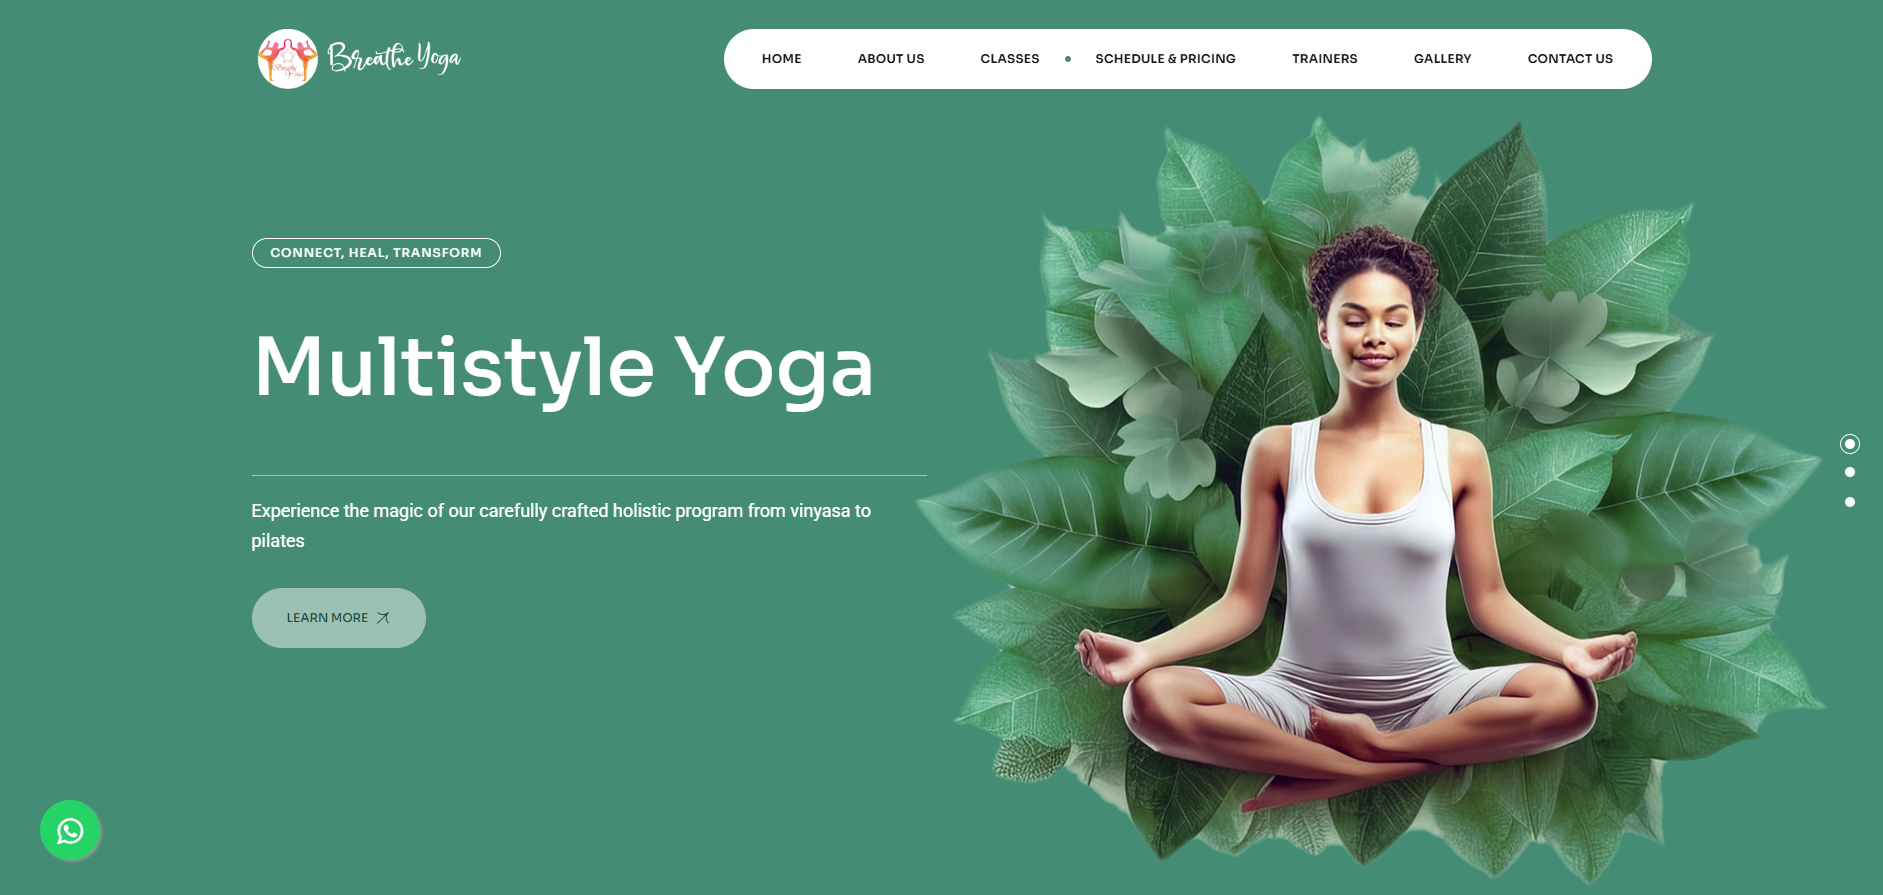 Breathe Yoga
HOME ABOUT US CLASSES SCHEDULE & PRICING TRAINERS GALLERY CONTACT US
CONNECT, HEAL, TRANSFORM
Multistyle Yoga
Experience the magic of our carefully crafted holistic program from vinyasa to
pilates
LEARN MORE